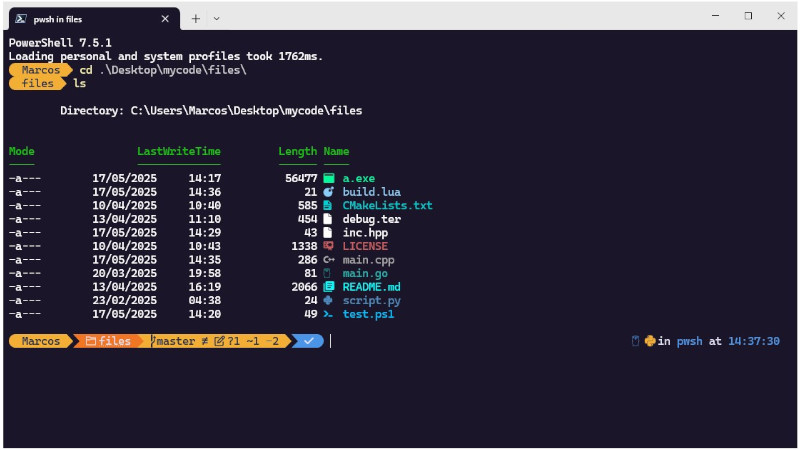 pwsh in files
PowerShell 7.5.1
Loading personal and system profiles took 1762ms.
Marcos cd .\Desktop\mycode\files\
files ls
Directory: C:\Users\Marcos\Desktop\mycode\files
Mode LastWriteTime Length Name
-a--- 17/05/2025 14:17 56477 a.exe
-a--- 17/05/2025 14:36 21 build.lua
-a--- 10/04/2025 10:40 585 CMakeLists.txt
-a--- 13/04/2025 11:10 454 debug.ter
-a--- 17/05/2025 14:29 43 inc.hpp
-a--- 10/04/2025 10:43 1338 LICENSE
-a--- 17/05/2025 14:35 286 main.cpp
-a--- 20/03/2025 19:58 81 main.go
-a--- 13/04/2025 16:19 2066 README.md
-a--- 23/02/2025 04:38 24 script.py
-a--- 17/05/2025 14:20 49 test.ps1
Marcos files master ≢ ?1 ~1 -2 in pwsh at 14:37:30